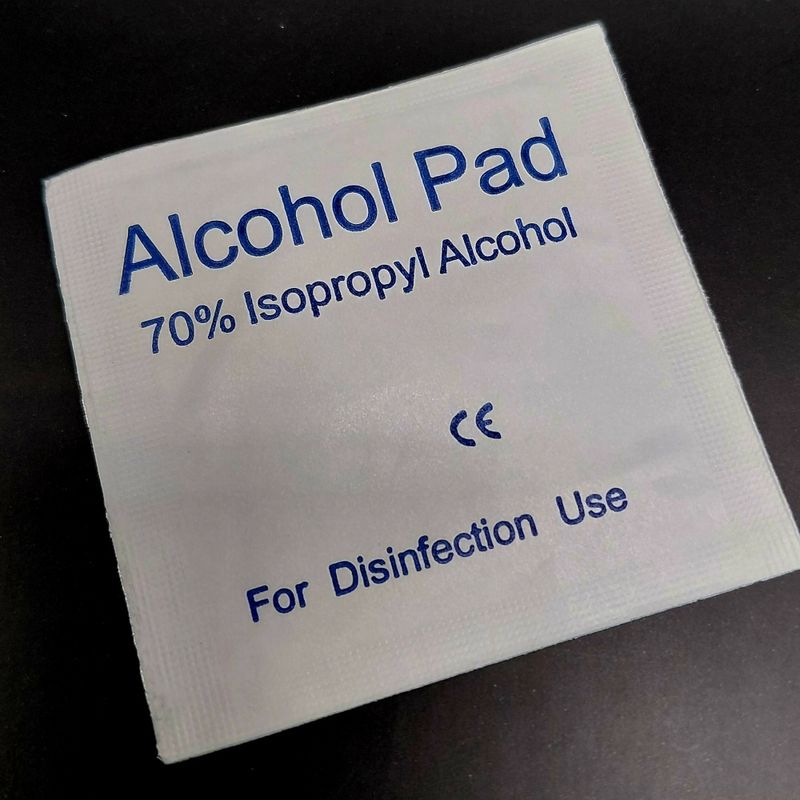 Alcohol Pad
70% Isopropyl Alcohol
CE
For Disinfection Use